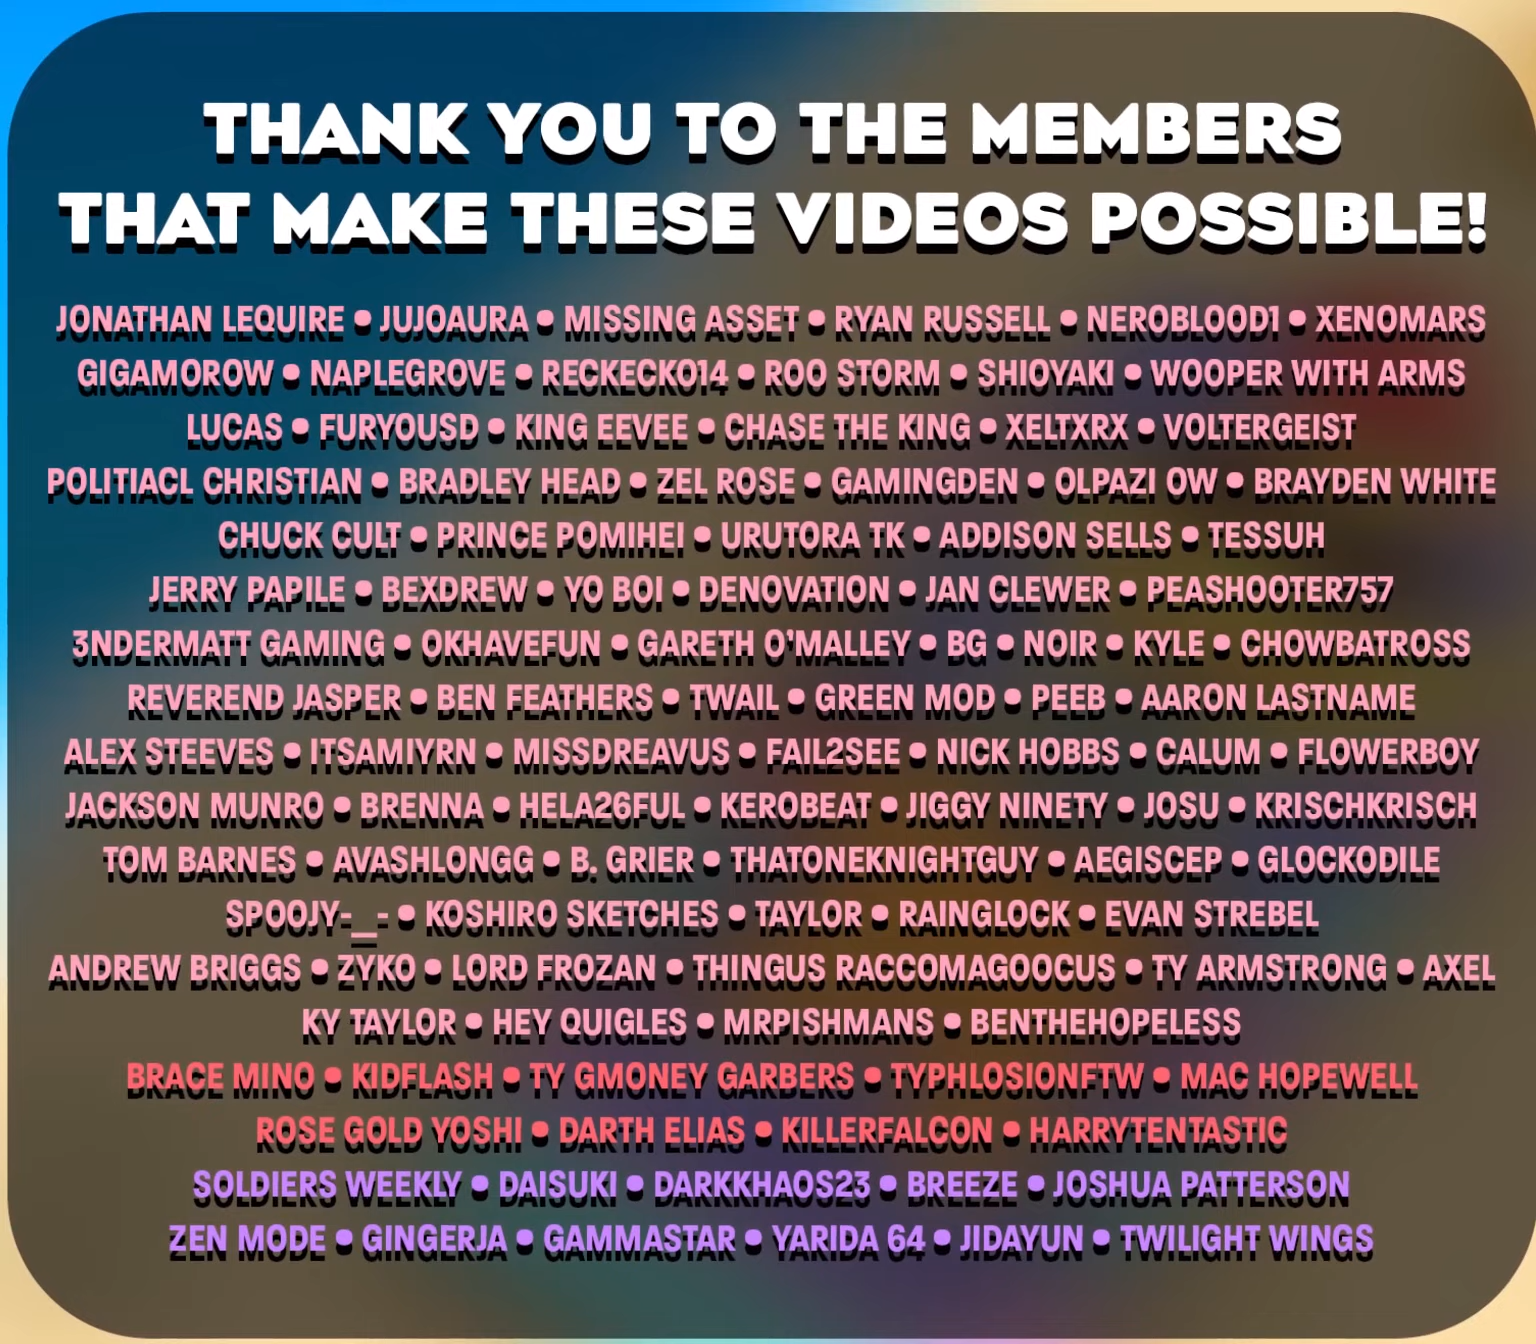 THANK YOU TO THE MEMBERS
THAT MAKE THESE VIDEOS POSSIBLE!
JONATHAN LEQUIRE • JUJOAURA • MISSING ASSET • RYAN RUSSELL • NEROBLOOD1 • XENOMARS
GIGAMOROW • NAPLEGROVE • RECKECKO14 • ROO STORM • SHIOYAKI • WOOPER WITH ARMS
LUCAS • FURYOUSD • KING EEVEE • CHASE THE KING • XELTXRX • VOLTERGEIST
POLITIACL CHRISTIAN • BRADLEY HEAD • ZEL ROSE • GAMINGDEN • OLPAZI OW • BRAYDEN WHITE
CHUCK CULT • PRINCE POMIHEI • URUTORA TK • ADDISON SELLS • TESSUH
JERRY PAPILE • BEXDREW • YO BOI • DENOVATION • JAN CLEWER • PEASHOOTER757
3NDERMATT GAMING • OKHAVEFUN • GARETH O'MALLEY • BG • NOIR • KYLE • CHOWBATROSS
REVEREND JASPER • BEN FEATHERS • TWAIL • GREEN MOD • PEEB • AARON LASTNAME
ALEX STEEVES • ITSAMIYRN • MISSDREAVUS • FAIL2SEE • NICK HOBBS • CALUM • FLOWERBOY
JACKSON MUNRO • BRENNA • HELA26FUL • KEROBEAT • JIGGY NINETY • JOSU • KRISCHKRISCH
TOM BARNES • AVASHLONGG • B. GRIER • THATONEKNIGHTGUY • AEGISCEP • GLOCKODILE
SPOOJY-_- • KOSHIRO SKETCHES • TAYLOR • RAINGLOCK • EVAN STREBEL
ANDREW BRIGGS • ZYKO • LORD FROZAN • THINGUS RACCOMAGOOCUS • TY ARMSTRONG • AXEL
KY TAYLOR • HEY QUIGLES • MRPISHMANS • BENTHEHOPELESS
BRACE MINO • KIDFLASH • TY GMONEY GARBERS • TYPHLOSIONFTW • MAC HOPEWELL
ROSE GOLD YOSHI • DARTH ELIAS • KILLERFALCON • HARRYTENTASTIC
SOLDIERS WEEKLY • DAISUKI • DARKKHAOS23 • BREEZE • JOSHUA PATTERSON
ZEN MODE • GINGERJA • GAMMASTAR • YARIDA 64 • JIDAYUN • TWILIGHT WINGS